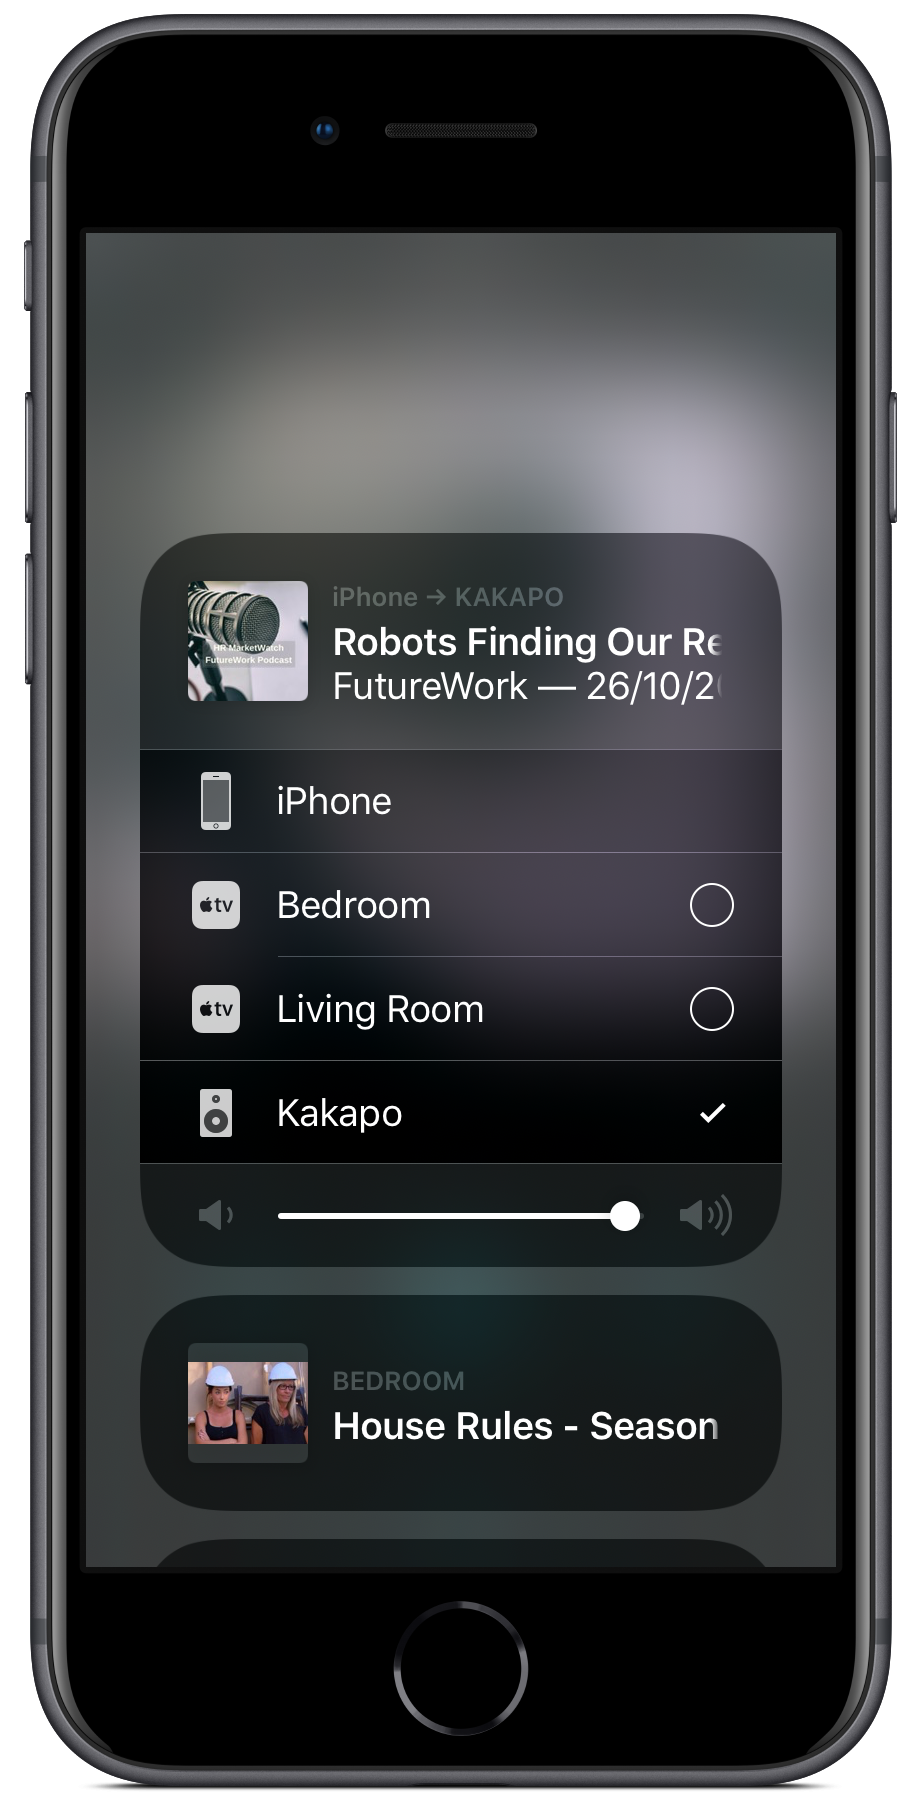 HR MarketWatch
FutureWork Podcast
iPhone → KAKAPO
Robots Finding Our Re
FutureWork — 26/10/2
iPhone
tv Bedroom
tv Living Room
Kakapo
BEDROOM
House Rules - Season